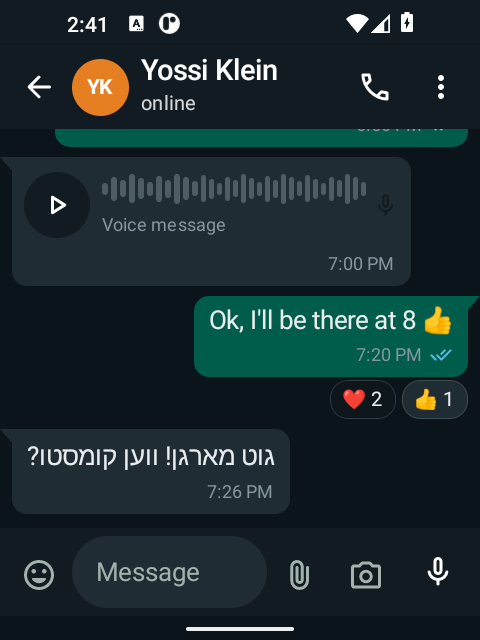 2:41
YK
Yossi Klein
online
Voice message
7:00 PM
Ok, I'll be there at 8 👍
7:20 PM
❤️ 2 👍 1
גוט מארגן! ווען קומסטו?
7:26 PM
Message